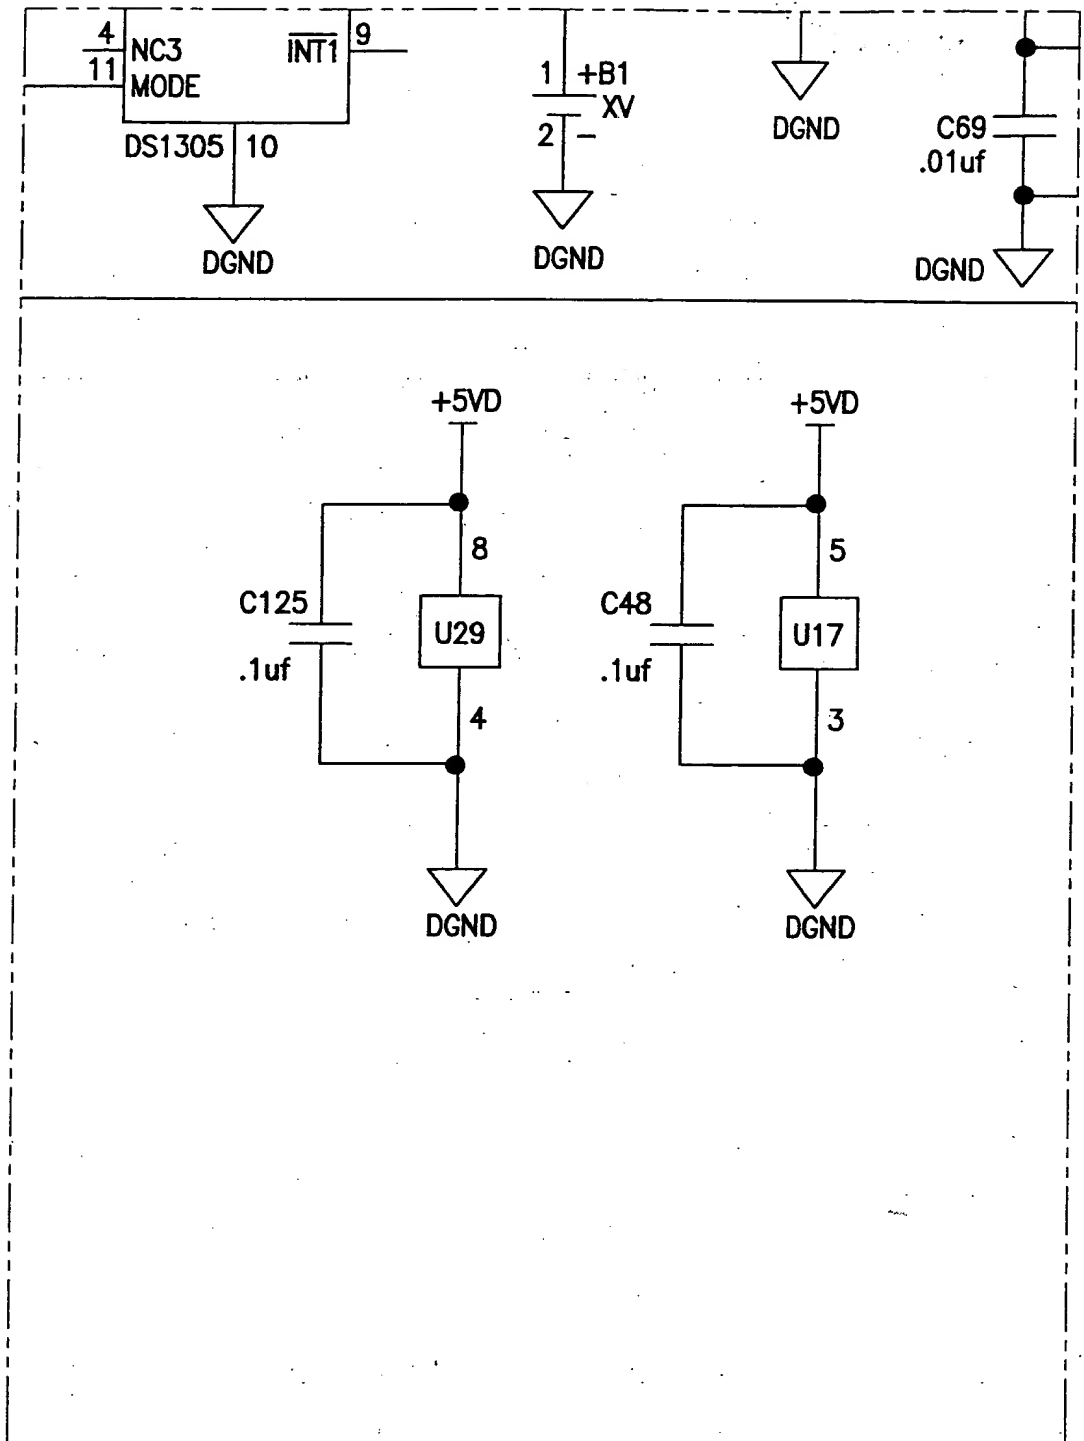 4 NC3 INT1 9
11 MODE
DS1305 10
DGND
1 +B1
XV
2 −
DGND
DGND
C69
.01uf
DGND
+5VD
8
C125
U29
.1uf
4
DGND
+5VD
5
C48
U17
.1uf
3
DGND